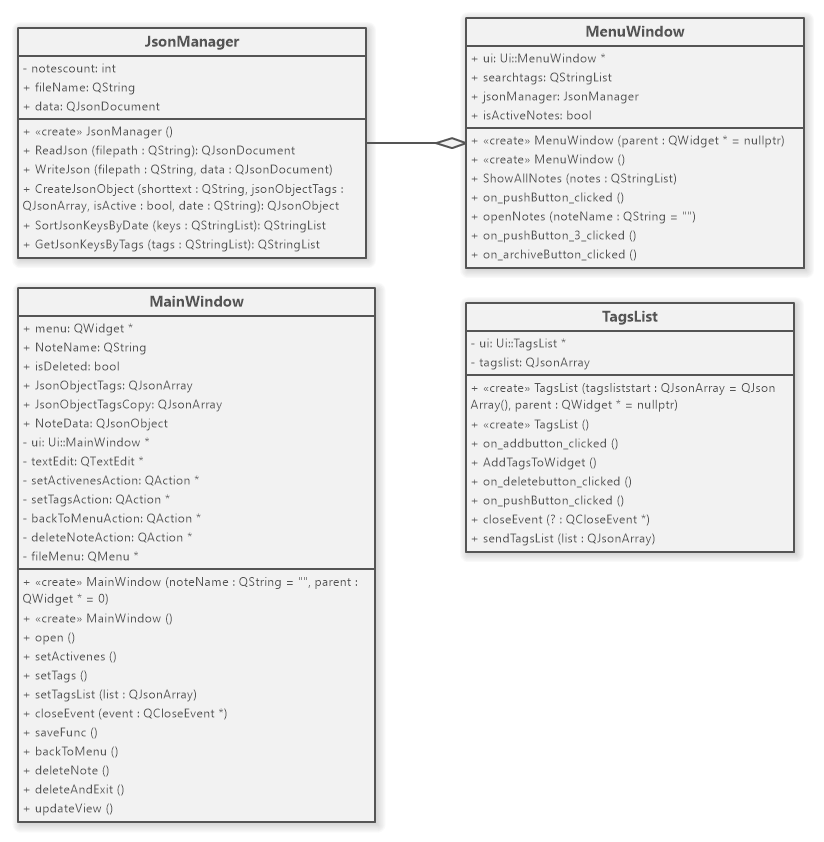 JsonManager
- notescount: int
+ fileName: QString
+ data: QJsonDocument
+ «create» JsonManager ()
+ ReadJson (filepath : QString): QJsonDocument
+ WriteJson (filepath : QString, data : QJsonDocument)
+ CreateJsonObject (shorttext : QString, jsonObjectTags :
QJsonArray, isActive : bool, date : QString): QJsonObject
+ SortJsonKeysByDate (keys : QStringList): QStringList
+ GetJsonKeysByTags (tags : QStringList): QStringList
MenuWindow
+ ui: Ui::MenuWindow *
+ searchtags: QStringList
+ jsonManager: JsonManager
+ isActiveNotes: bool
+ «create» MenuWindow (parent : QWidget * = nullptr)
+ «create» MenuWindow ()
+ ShowAllNotes (notes : QStringList)
+ on_pushButton_clicked ()
+ openNotes (noteName : QString = "")
+ on_pushButton_3_clicked ()
+ on_archiveButton_clicked ()
MainWindow
+ menu: QWidget *
+ NoteName: QString
+ isDeleted: bool
+ JsonObjectTags: QJsonArray
+ JsonObjectTagsCopy: QJsonArray
+ NoteData: QJsonObject
- ui: Ui::MainWindow *
- textEdit: QTextEdit *
- setActivenesAction: QAction *
- setTagsAction: QAction *
- backToMenuAction: QAction *
- deleteNoteAction: QAction *
- fileMenu: QMenu *
+ «create» MainWindow (noteName : QString = "", parent :
QWidget * = 0)
+ «create» MainWindow ()
+ open ()
+ setActivenes ()
+ setTags ()
+ setTagsList (list : QJsonArray)
+ closeEvent (event : QCloseEvent *)
+ saveFunc ()
+ backToMenu ()
+ deleteNote ()
+ deleteAndExit ()
+ updateView ()
TagsList
- ui: Ui::TagsList *
- tagslist: QJsonArray
+ «create» TagsList (tagsliststart : QJsonArray = QJson
Array(), parent : QWidget * = nullptr)
+ «create» TagsList ()
+ on_addbutton_clicked ()
+ AddTagsToWidget ()
+ on_deletebutton_clicked ()
+ on_pushButton_clicked ()
+ closeEvent (? : QCloseEvent *)
+ sendTagsList (list : QJsonArray)